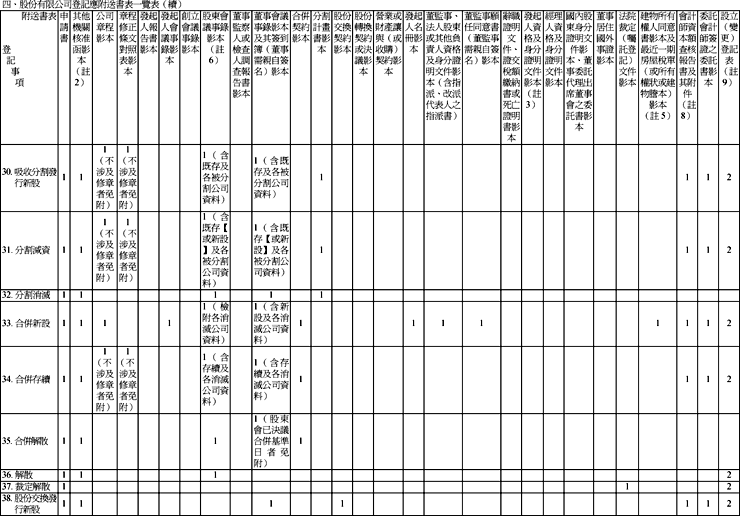 四、股份有限公司登記應附送書表一覽表（續）
附送書表
登記事項
申請書
其他機關核准函影本（註2）
公司章程影本
章程修正條文對照表影本
發起人報告書影本
發起人會議事錄影本
創立會議事錄影本
股東會議事錄影本（註6）
董事監察人或檢查人調查報告書影本
董事會議事錄影本及其簽到簿（董事需親自簽名）影本
合併契約影本
分割計畫書影本
股份交換契約影本
股份轉換契約或決議影本
營業或財產讓與（或收購）契約影本
發起人名冊影本
董監事、法人股東或其他負責人資格及身分證明文件影本（含指派、改派代表人之指派書）
董監事願任同意書（董監事需親自簽名）影本
辭職證明文件、證交稅額繳納書或死亡證明書影本
發起人資格及身分證明文件影本（註3）
經理人資格及身分證明文件影本
國內股東身分證明文件影本、董事委託代理出席董事會之委託書影本
董事居住國外事證影本
法院裁定（囑託登記）文件影本
建物所有權人同意書影本及最近一期房屋稅單（或所有權狀或建物謄本）影本（註5）
會計師資本額查核報告書及其附件（註8）
委託會計師簽證之委託書影本
設立（變更）登記表（註9）
30. 吸收分割發行新股 1 1 1（不涉及修章者免附） 1（不涉及修章者免附） 1（含既存及各被分割公司資料） 1（含既存及各被分割公司資料） 1 1 1 2
31. 分割減資 1 1 1（不涉及修章者免附） 1（不涉及修章者免附） 1（含既存【或新設】及各被分割公司資料） 1（含既存【或新設】及各被分割公司資料） 1 1 1 2
32. 分割消滅 1 1 1 1 1
33. 合併新設 1 1 1 1 1（檢附各消滅公司資料） 1（含新設及各消滅公司資料） 1 1 1 1 1 1 1 2
34. 合併存續 1 1 1（不涉及修章者免附） 1（不涉及修章者免附） 1（含存續及各消滅公司資料） 1（含存續及各消滅公司資料） 1 1 1 2
35. 合併解散 1 1 1 1（股東會已決議合併基準日者免附） 1
36. 解散 1 1 1 2
37. 裁定解散 1 1 2
38. 股份交換發行新股 1 1 1 1 1 2